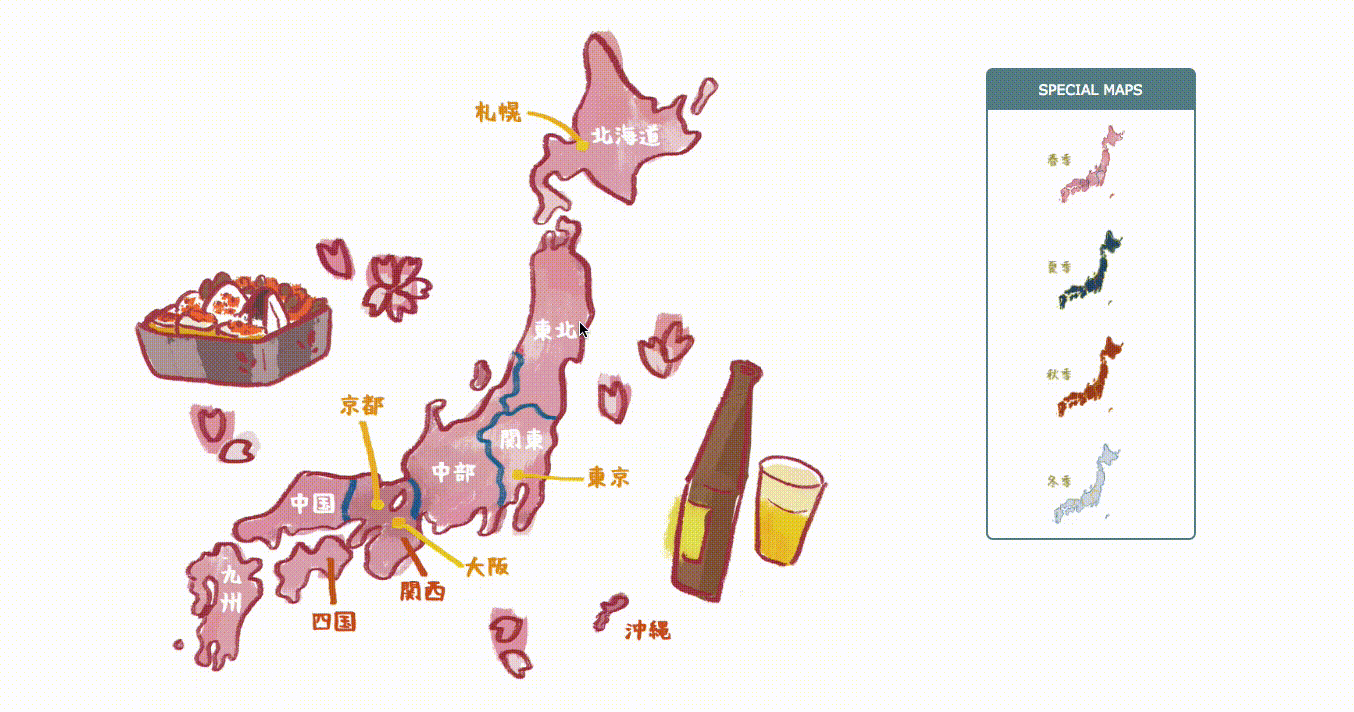 札幌
北海道
東北
京都
関東
中部
東京
中国
大阪
九州
関西
四国
沖縄
SPECIAL MAPS
春季
夏季
秋季
冬季